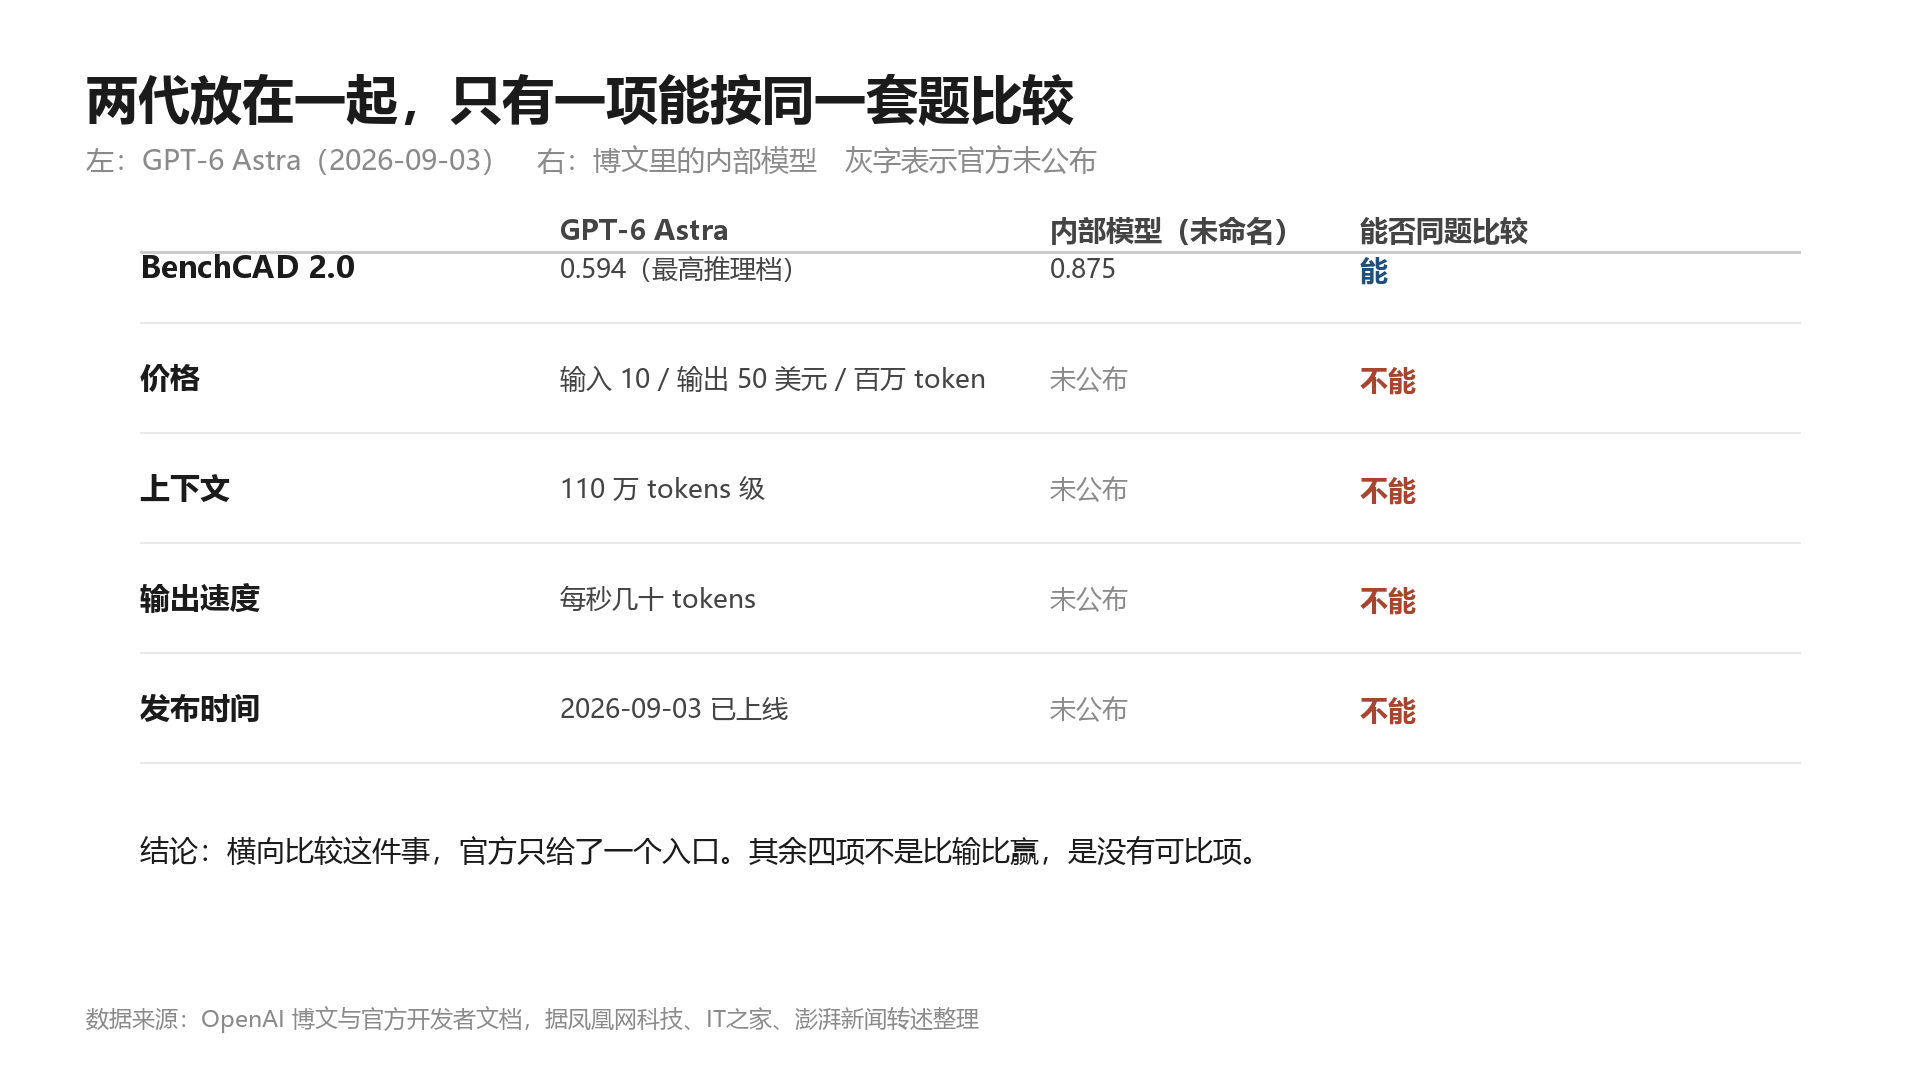 两代放在一起，只有一项能按同一套题比较
左：GPT-6 Astra（2026-09-03） 右：博文里的内部模型 灰字表示官方未公布
GPT-6 Astra 内部模型（未命名） 能否同题比较
BenchCAD 2.0 0.594（最高推理档） 0.875 能
价格 输入 10 / 输出 50 美元 / 百万 token 未公布 不能
上下文 110 万 tokens 级 未公布 不能
输出速度 每秒几十 tokens 未公布 不能
发布时间 2026-09-03 已上线 未公布 不能
结论：横向比较这件事，官方只给了一个入口。其余四项不是比输比赢，是没有可比项。
数据来源：OpenAI 博文与官方开发者文档，据凤凰网科技、IT之家、澎湃新闻转述整理